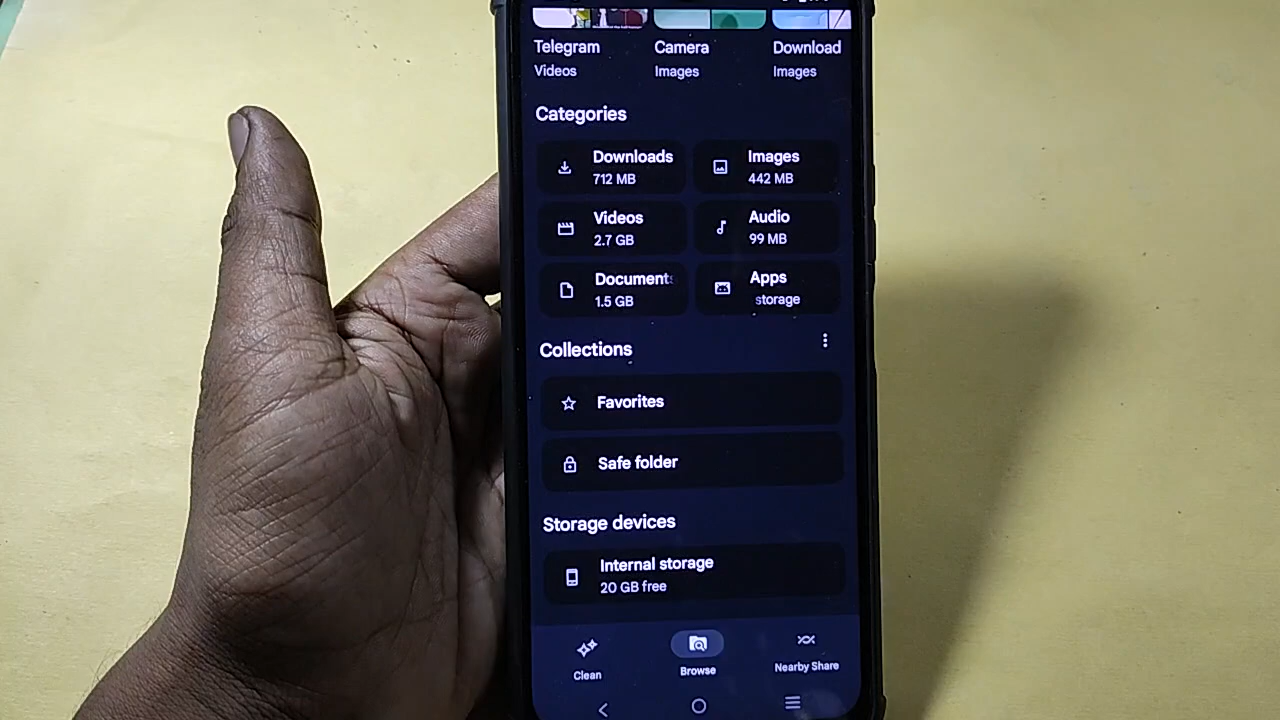 Telegram
Videos
Camera
Images
Download
Images
Categories
Downloads
712 MB
Images
442 MB
Videos
2.7 GB
Audio
99 MB
Document
1.5 GB
Apps
storage
Collections
Favorites
Safe folder
Storage devices
Internal storage
20 GB free
Clean
Browse
Nearby Share